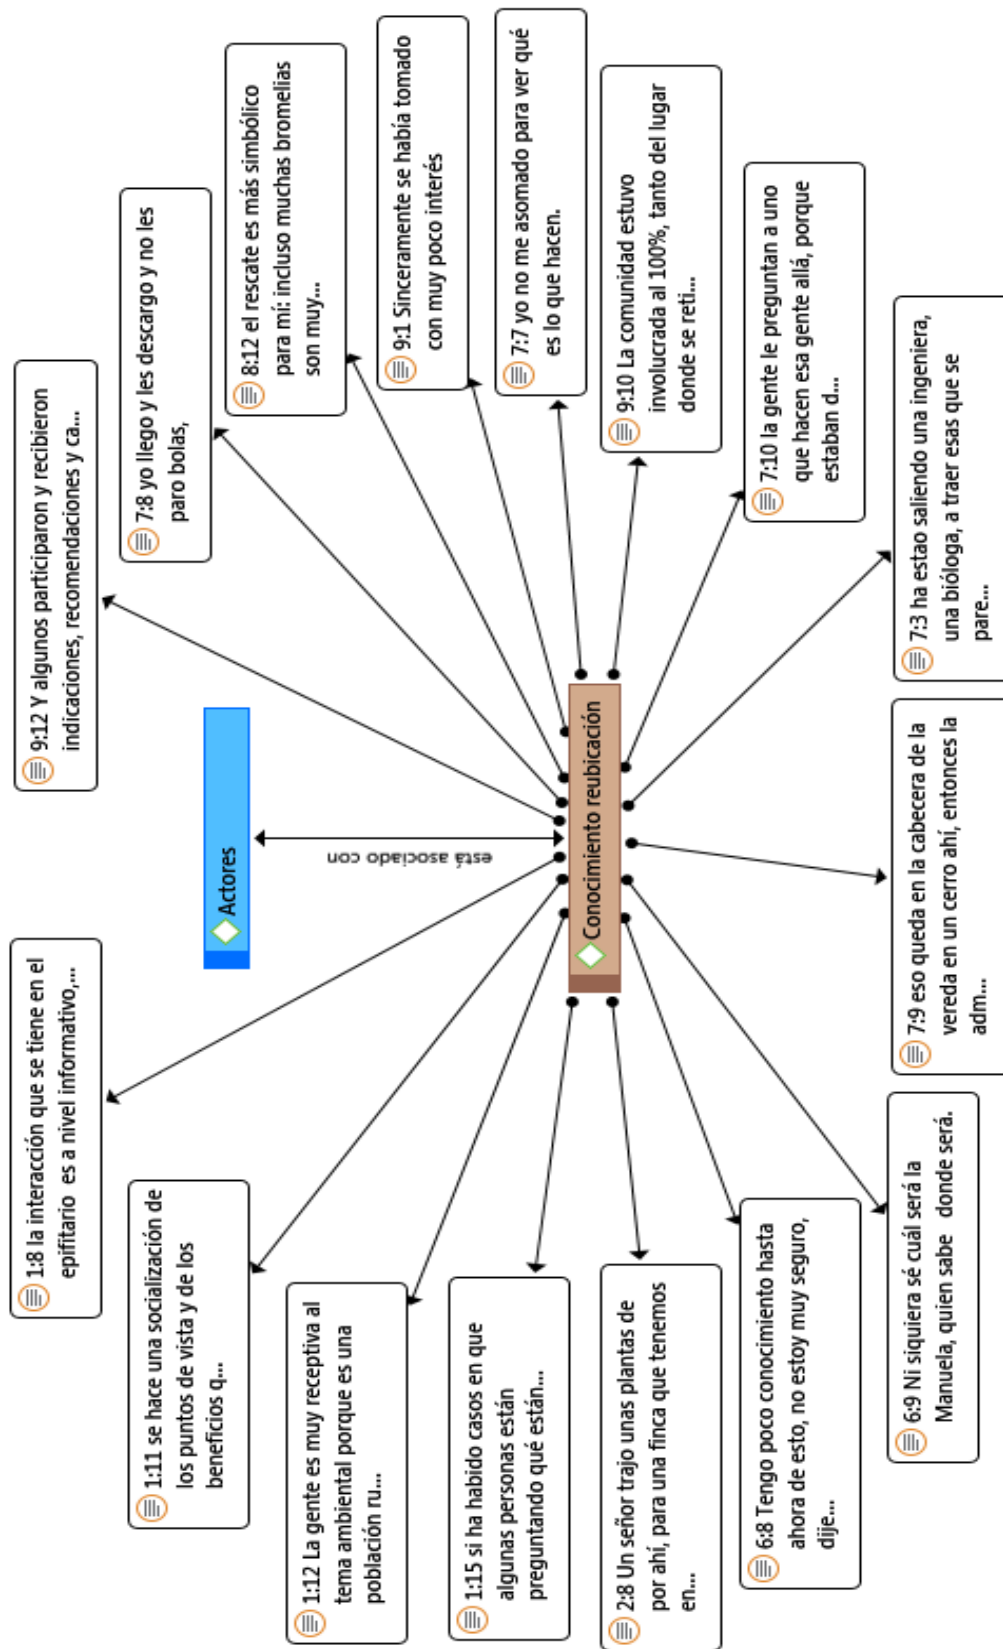 1:8 la interacción que se tiene en el
epifitario es a nivel informativo,...
9:12 Y algunos participaron y recibieron
indicaciones, recomendaciones y ca...
1:11 se hace una socialización de
los puntos de vista y de los
beneficios q...
7:8 yo llego y les descargo y no les
paro bolas,
Actores
8:12 el rescate es más simbólico
para mí: incluso muchas bromelias
son muy...
1:12 La gente es muy receptiva al
tema ambiental porque es una
población ru...
está asociado con
9:1 Sinceramente se había tomado
con muy poco interés
1:15 si ha habido casos en que
algunas personas están
preguntando qué están...
7:7 yo no me asomado para ver qué
es lo que hacen.
Conocimiento reubicación
2:8 Un señor trajo unas plantas de
por ahí, para una finca que tenemos
en...
9:10 La comunidad estuvo
involucrada al 100%, tanto del lugar
donde se reti...
6:8 Tengo poco conocimiento hasta
ahora de esto, no estoy muy seguro,
dije...
7:10 la gente le preguntan a uno
que hacen esa gente allá, porque
estaban d...
6:9 Ni siquiera sé cuál será la
Manuela, quien sabe donde será.
7:9 eso queda en la cabecera de la
vereda en un cerro ahí, entonces la
adm...
7:3 ha estao saliendo una ingeniera,
una bióloga, a traer esas que se
pare...